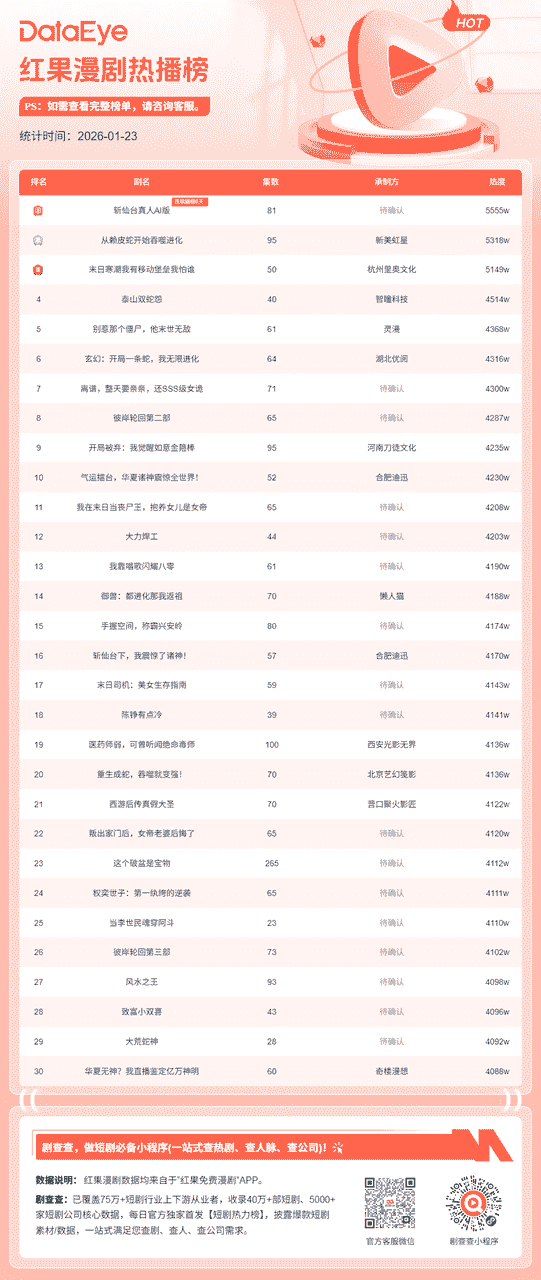 DataEye
HOT
红果漫剧热播榜
PS：如需查看完整榜单，请咨询客服。
统计时间：2026-01-23
排名 剧名 集数 承制方 热度
斩仙台真人AI版 81 待确认 5555w
从赖皮蛇开始吞噬进化 95 新美虹星 5318w
末日寒潮我有移动堡垒我怕谁 50 杭州里奥文化 5149w
4 泰山双蛇怨 40 智瞳科技 4514w
5 别惹那个僵尸，他末世无敌 61 灵漫 4368w
6 玄幻：开局一条蛇，我无限进化 64 湖北优阅 4316w
7 离谱，整天要亲亲，还SSS级女诡 71 待确认 4300w
8 彼岸轮回第二部 65 待确认 4287w
9 开局被弃：我觉醒如意金箍棒 95 河南刀徒文化 4235w
10 气运擂台，华夏诸神震惊全世界！ 52 合肥迪迅 4230w
11 我在末日当丧尸王，抱养女儿是女帝 65 待确认 4208w
12 大力焊工 44 待确认 4203w
13 我靠唱歌闪耀八零 61 待确认 4190w
14 御兽：都进化那我返祖 70 懒人猫 4188w
15 手握空间，称霸兴安岭 80 待确认 4174w
16 斩仙台下，我震惊了诸神！ 57 合肥迪迅 4170w
17 末日司机：美女生存指南 59 待确认 4143w
18 陈铮有点冷 39 待确认 4141w
19 医药师弱，可曾听闻绝命毒师 100 西安光影无界 4136w
20 重生成蛇，吞噬就变强！ 70 北京艺幻笺影 4136w
21 西游后传真假大圣 70 营口聚火影匠 4122w
22 叛出家门后，女帝老婆后悔了 65 待确认 4120w
23 这个破盆是宝物 265 待确认 4112w
24 权奕世子：第一纨绔的逆袭 65 待确认 4111w
25 当李世民魂穿阿斗 23 待确认 4110w
26 彼岸轮回第三部 73 待确认 4102w
27 风水之王 93 待确认 4098w
28 致富小双喜 43 待确认 4096w
29 大荒蛇神 28 待确认 4092w
30 华夏无神？我直播鉴定亿万神明 60 奇楼漫想 4088w
剧查查，做短剧必备小程序(一站式查热剧、查人脉、查公司)！
数据说明：红果漫剧数据均来自于"红果免费漫剧"APP。
剧查查：已覆盖75万+短剧行业上下游从业者，收录40万+部短剧、5000+
家短剧公司核心数据，每日官方独家首发【短剧热力榜】，披露爆款短剧
素材/数据，一站式满足您查剧、查人、查公司需求。
官方客服微信 剧查查小程序